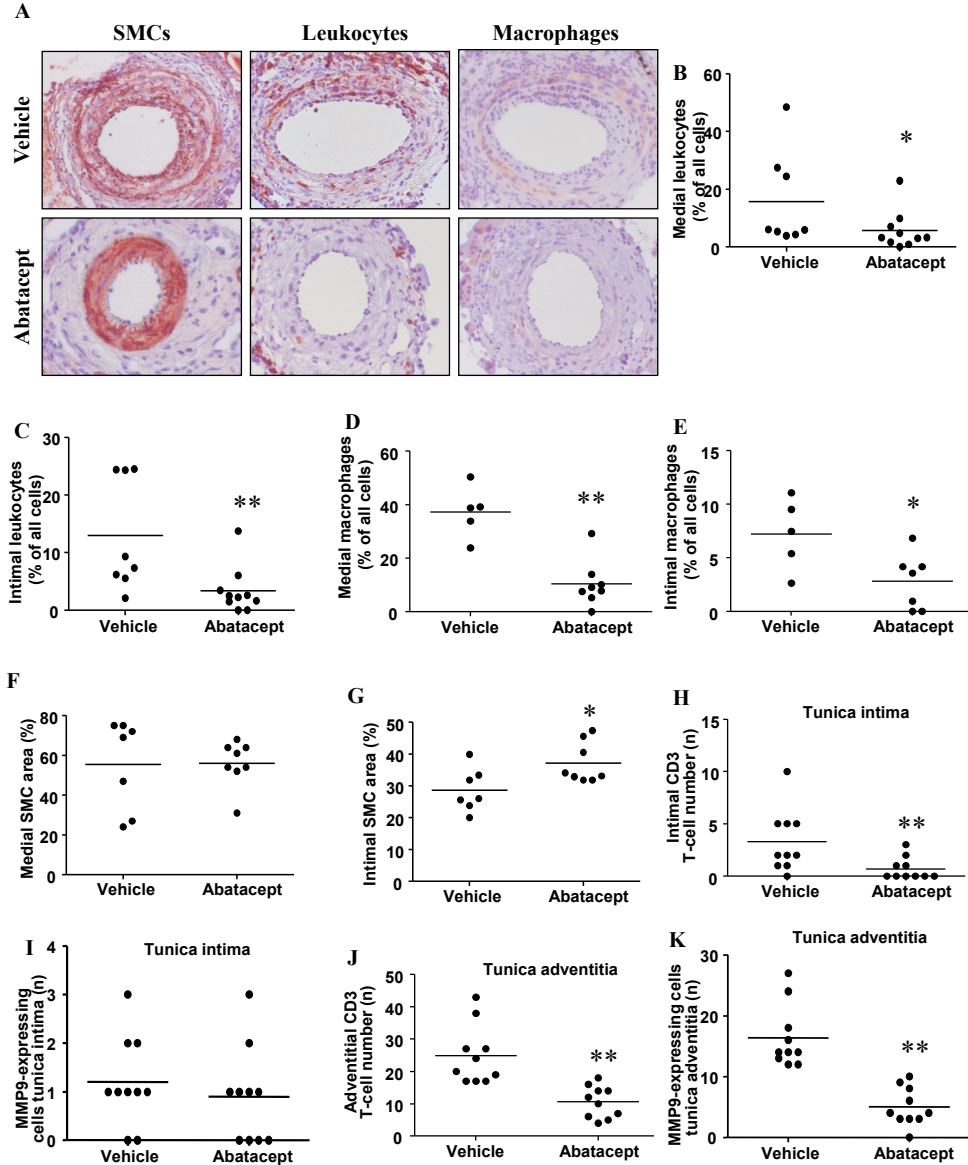 A
SMCs Leukocytes Macrophages
Vehicle
Abatacept
B
Medial leukocytes
(% of all cells)
60
40
20
0
*
Vehicle Abatacept
C
Intimal leukocytes
(% of all cells)
30
20
10
0
**
Vehicle Abatacept
D
Medial macrophages
(% of all cells)
60
40
20
0
**
Vehicle Abatacept
E
Intimal macrophages
(% of all cells)
15
10
5
0
*
Vehicle Abatacept
F
Medial SMC area (%)
80
60
40
20
0
Vehicle Abatacept
G
Intimal SMC area (%)
50
40
30
20
10
0
*
Vehicle Abatacept
H
Tunica intima
Intimal CD3
T-cell number (n)
15
10
5
0
**
Vehicle Abatacept
I
Tunica intima
MMP9-expressing
cells tunica intima (n)
4
3
2
1
0
Vehicle Abatacept
J
Tunica adventitia
Adventitial CD3
T-cell number (n)
50
40
30
20
10
0
**
Vehicle Abatacept
K
Tunica adventitia
MMP9-expressing cells
tunica adventitia (n)
30
20
10
0
**
Vehicle Abatacept